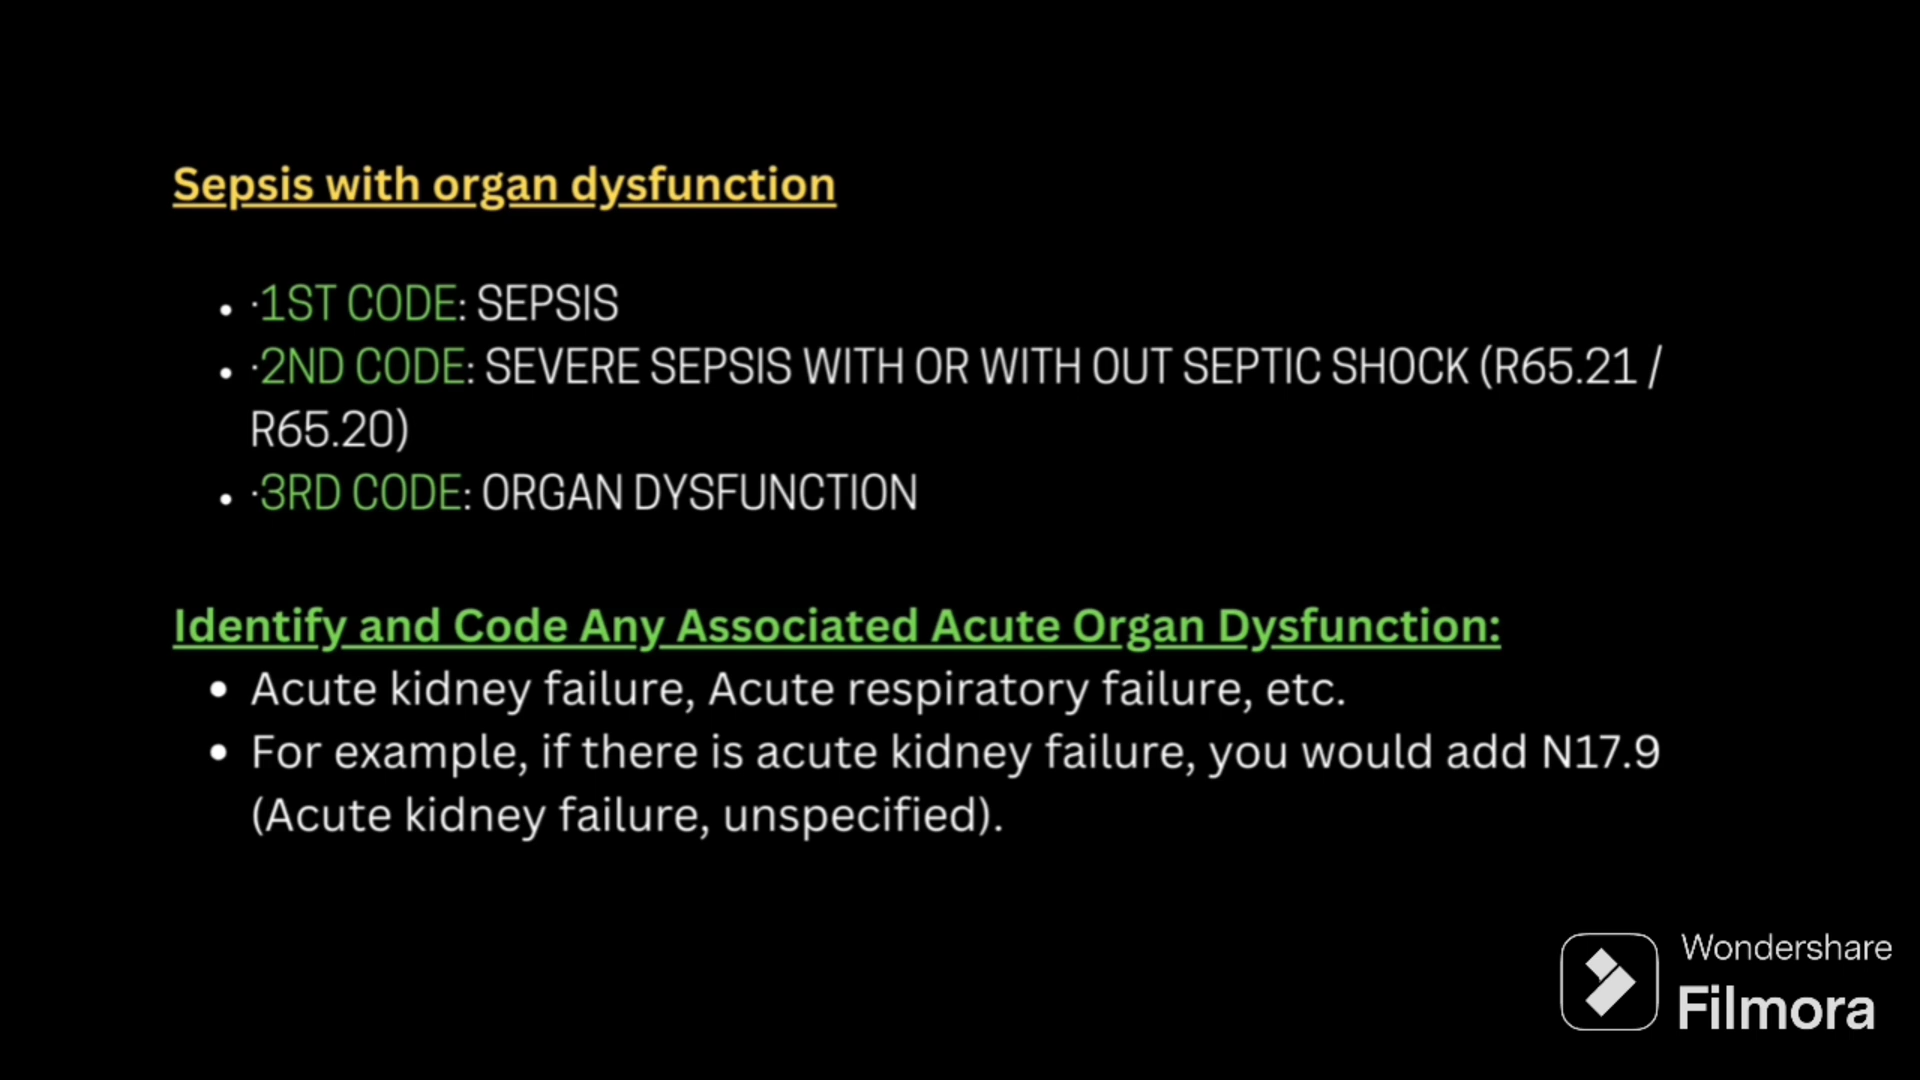 Sepsis with organ dysfunction
• ·1ST CODE: SEPSIS
• ·2ND CODE: SEVERE SEPSIS WITH OR WITH OUT SEPTIC SHOCK (R65.21 /
R65.20)
• ·3RD CODE: ORGAN DYSFUNCTION
Identify and Code Any Associated Acute Organ Dysfunction:
• Acute kidney failure, Acute respiratory failure, etc.
• For example, if there is acute kidney failure, you would add N17.9
(Acute kidney failure, unspecified).
Wondershare
Filmora